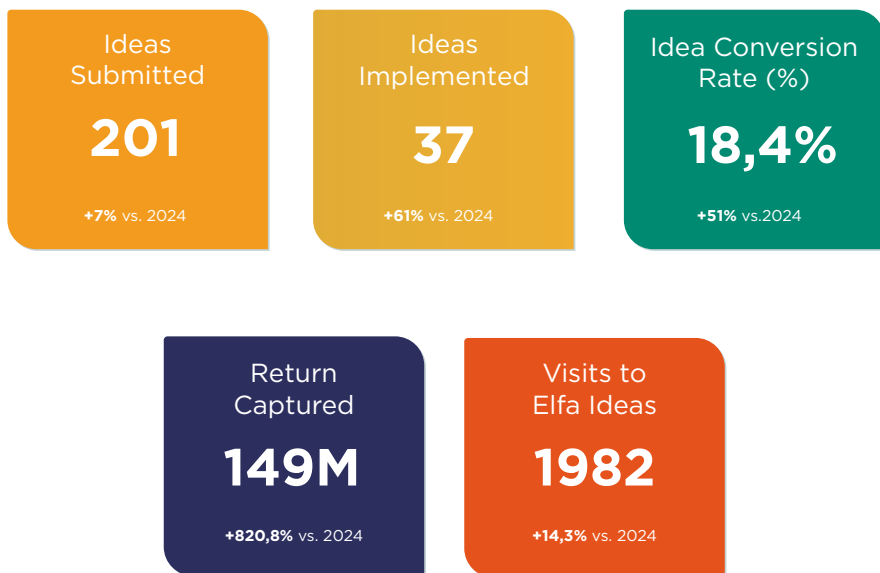 Ideas
Submitted
201
+7% vs. 2024
Ideas
Implemented
37
+61% vs. 2024
Idea Conversion
Rate (%)
18,4%
+51% vs.2024
Return
Captured
149M
+820,8% vs. 2024
Visits to
Elfa Ideas
1982
+14,3% vs. 2024